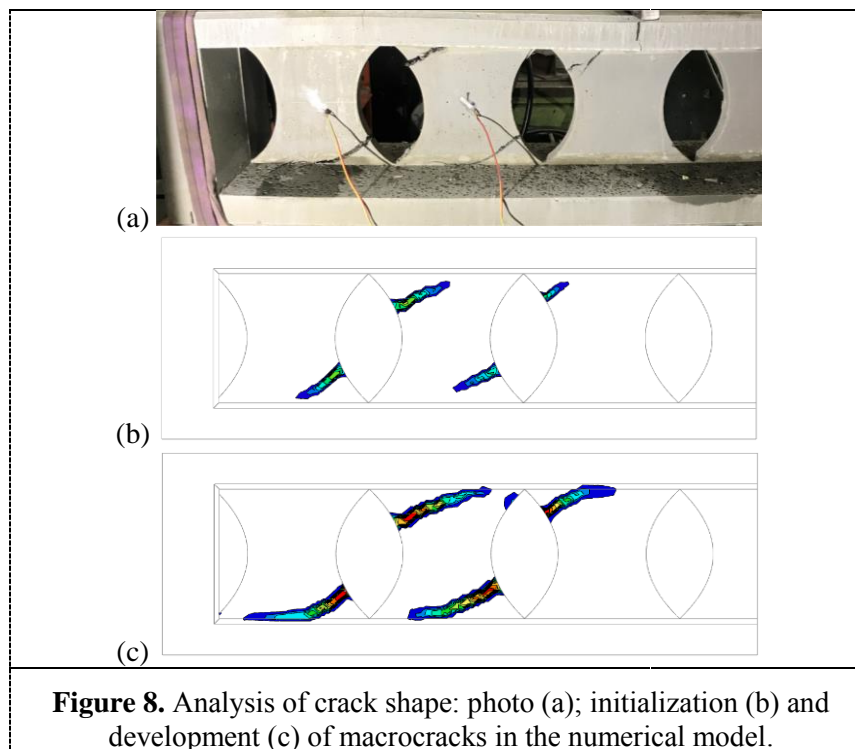 (a)
(b)
(c)
Figure 8. Analysis of crack shape: photo (a); initialization (b) and
development (c) of macrocracks in the numerical model.